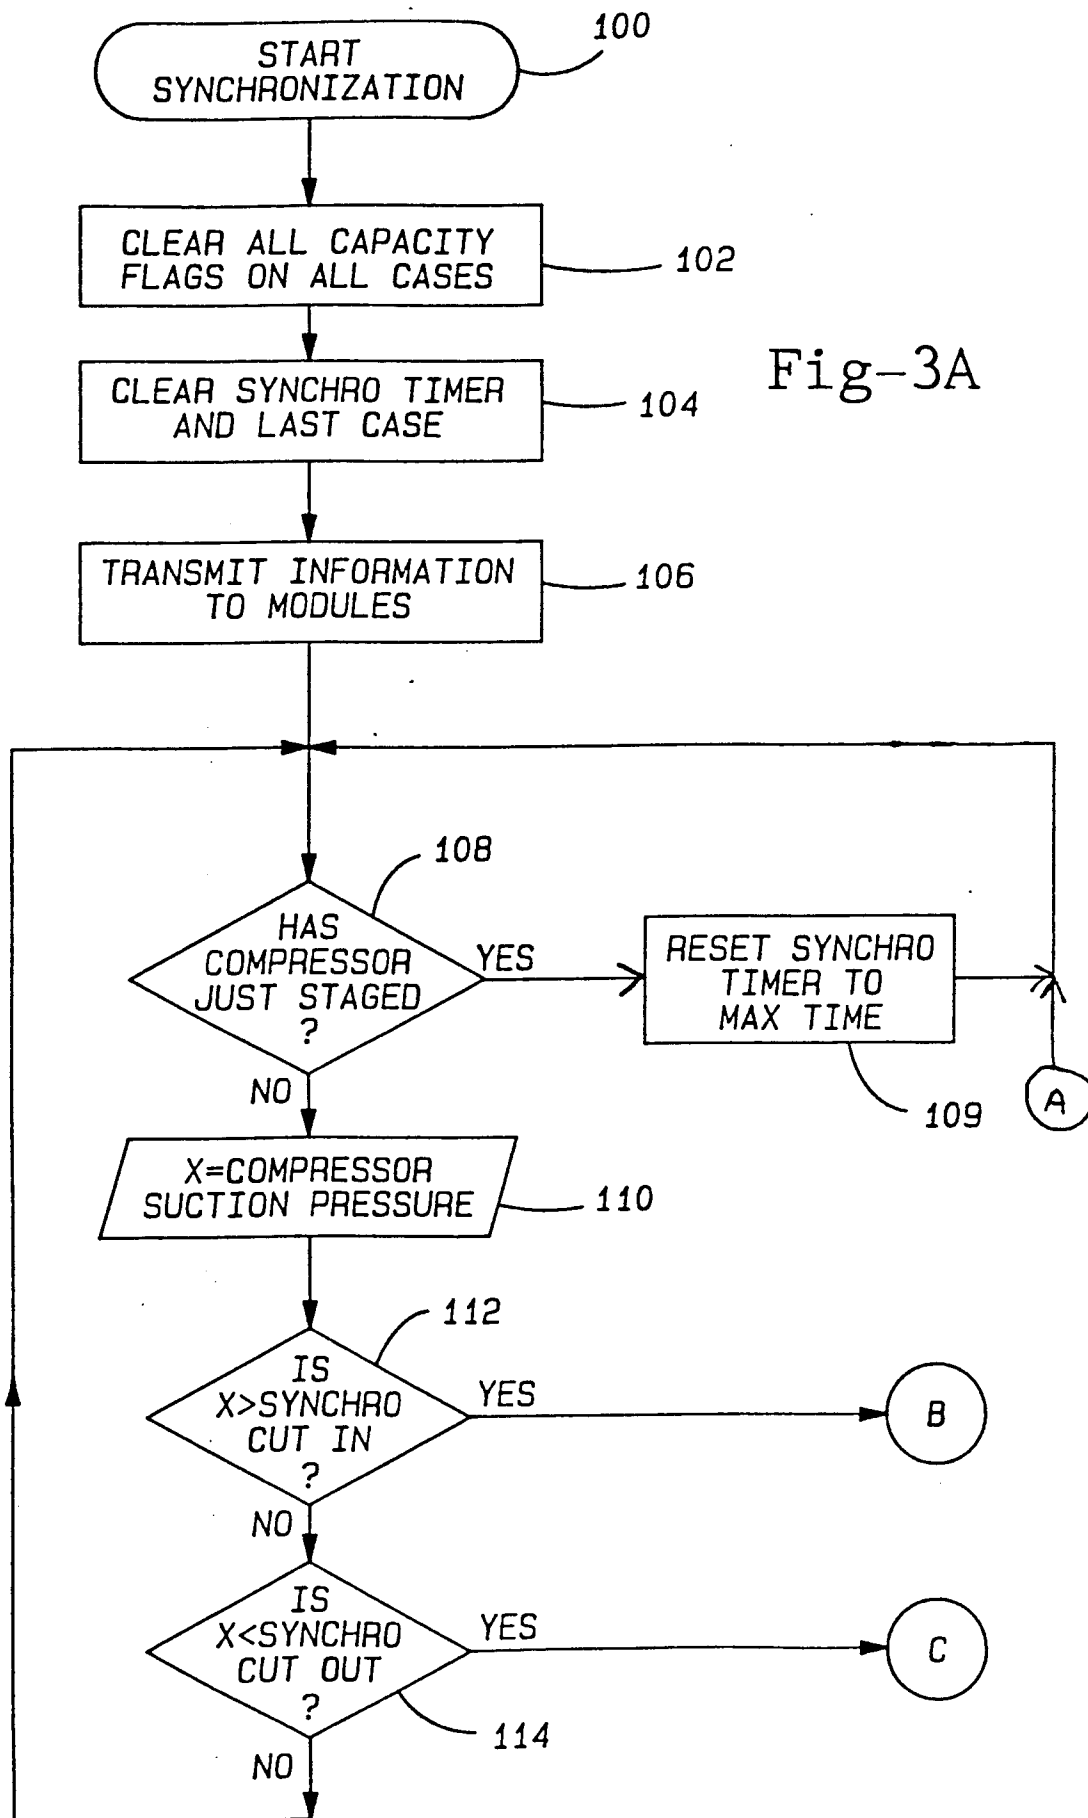 START
SYNCHRONIZATION
100
CLEAR ALL CAPACITY
FLAGS ON ALL CASES
102
Fig-3A
CLEAR SYNCHRO TIMER
AND LAST CASE
104
TRANSMIT INFORMATION
TO MODULES
106
108
HAS
COMPRESSOR
JUST STAGED
?
YES
RESET SYNCHRO
TIMER TO
MAX TIME
109
A
NO
X=COMPRESSOR
SUCTION PRESSURE
110
112
IS
X>SYNCHRO
CUT IN
?
YES
B
NO
IS
X<SYNCHRO
CUT OUT
?
YES
C
114
NO